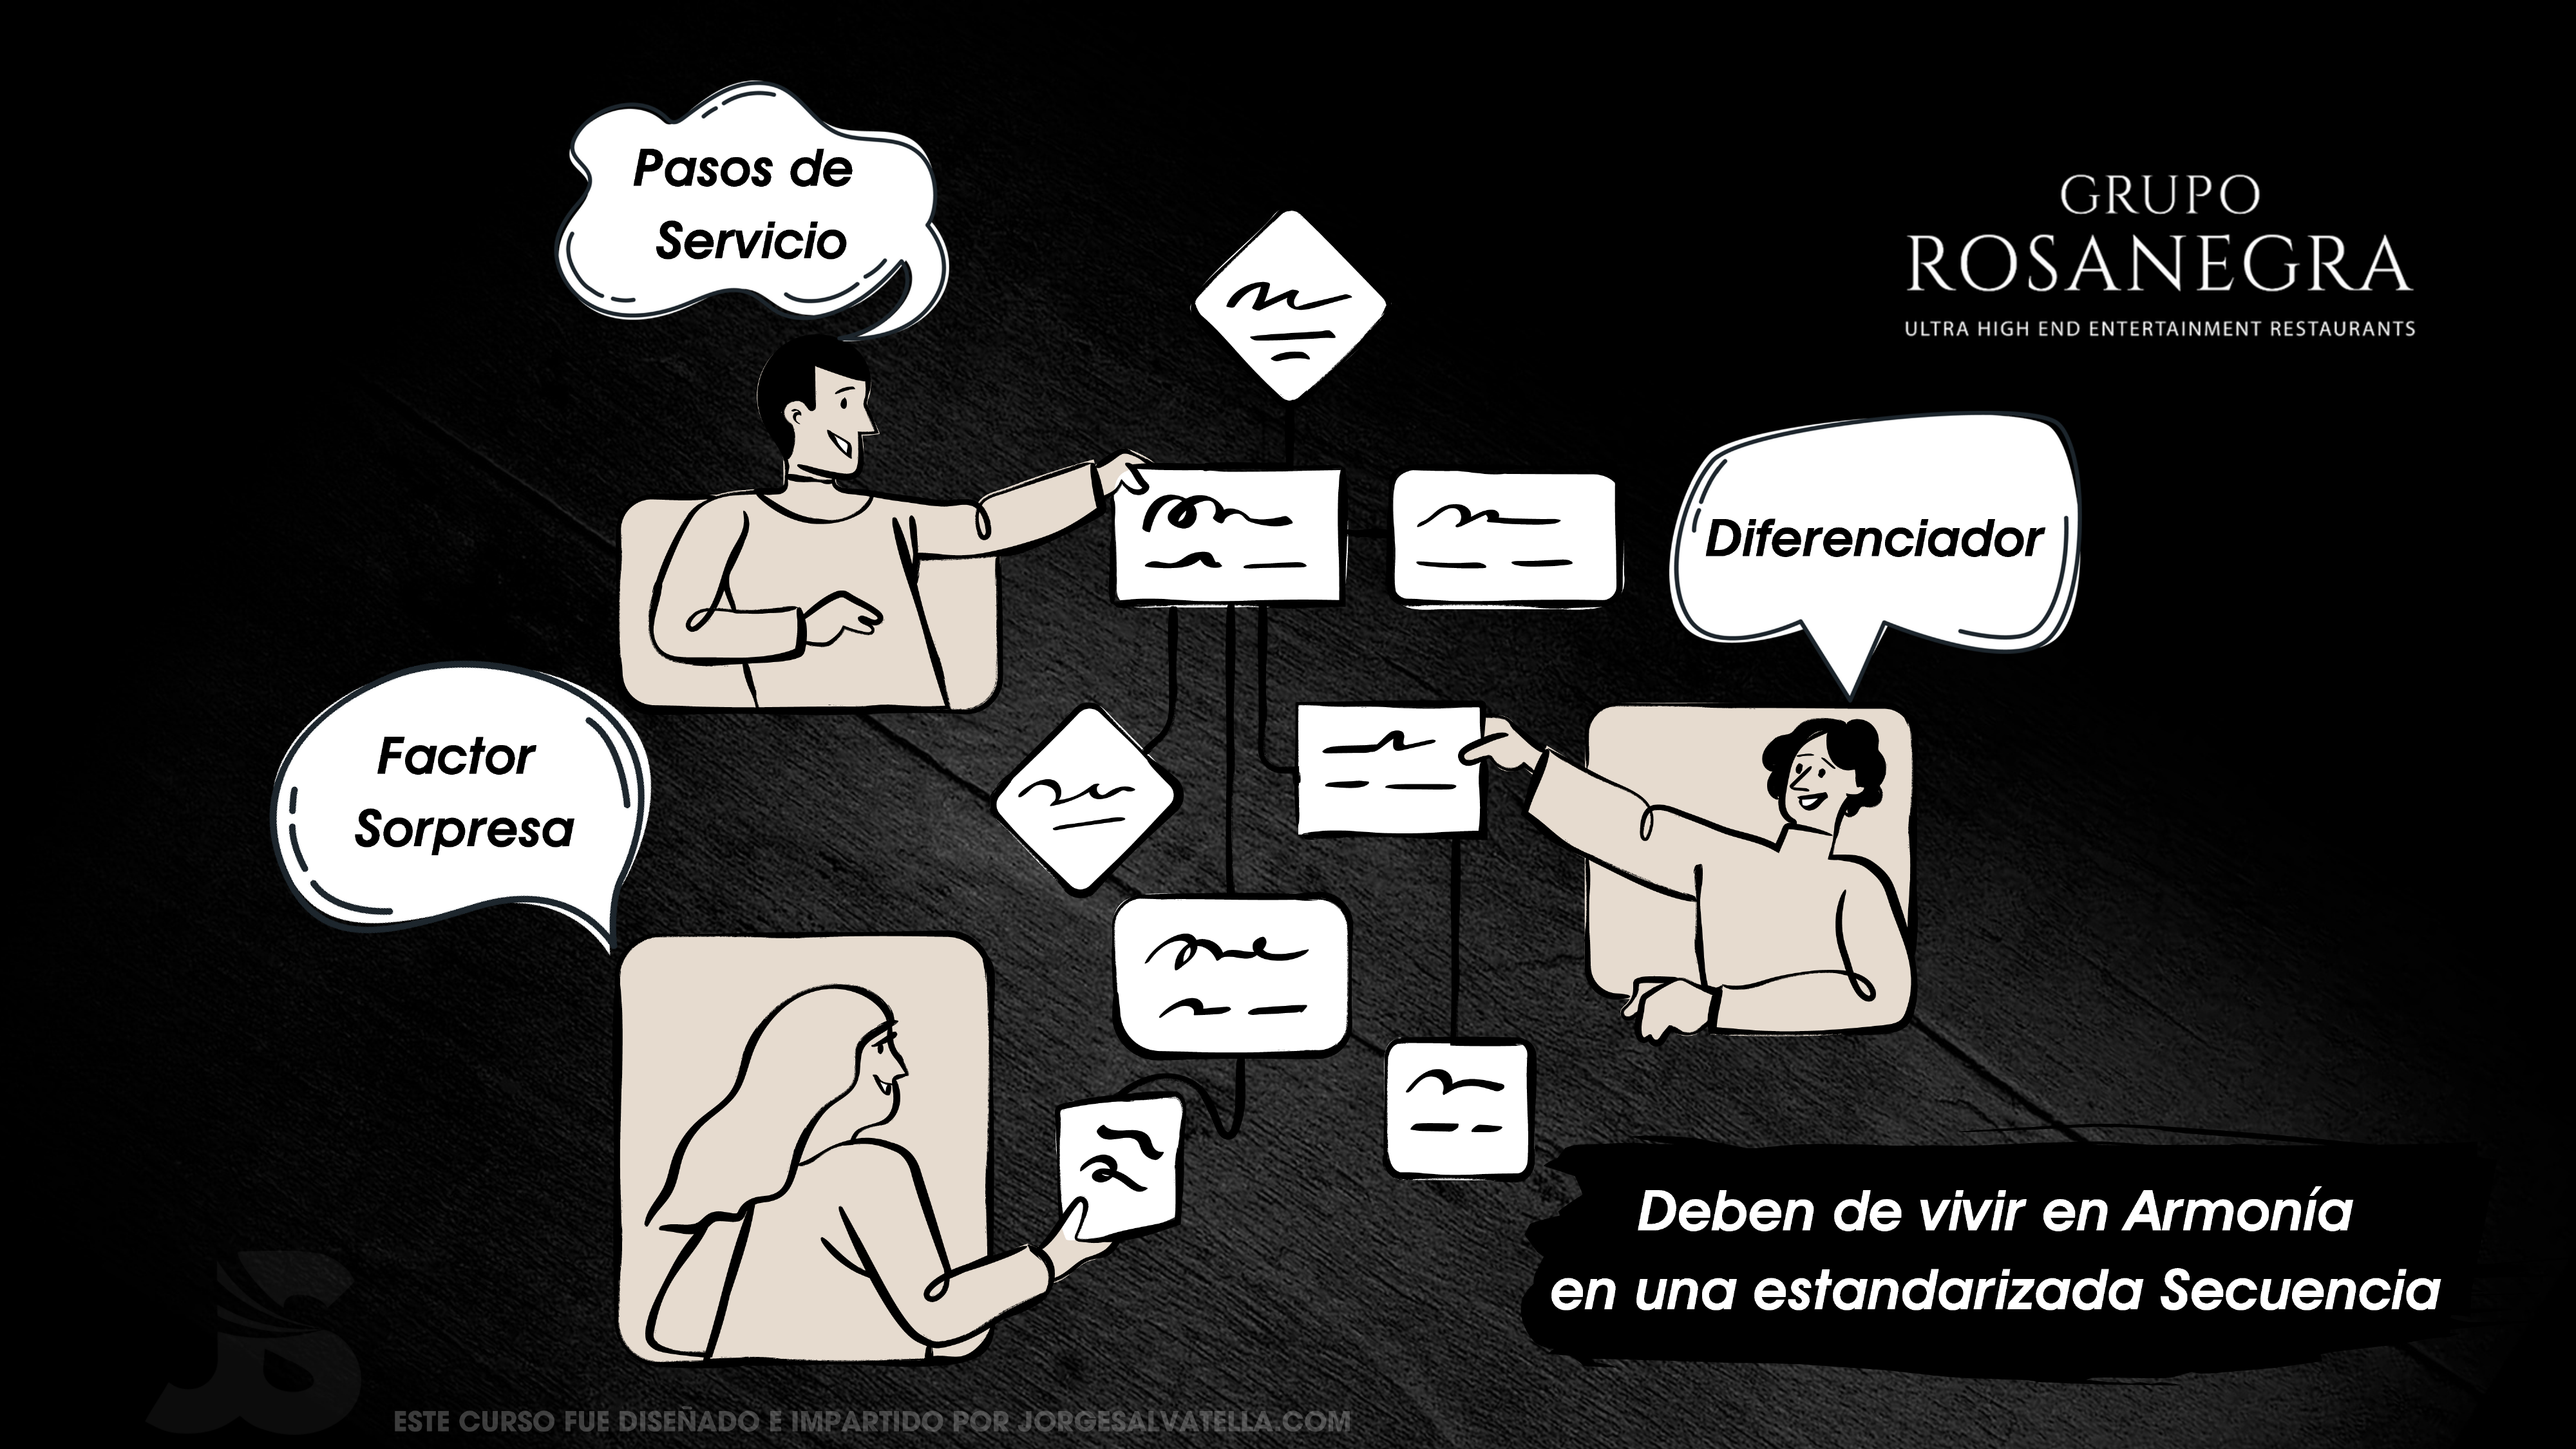 Pasos de
Servicio
GRUPO
ROSANEGRA
ULTRA HIGH END ENTERTAINMENT RESTAURANTS
Diferenciador
Factor
Sorpresa
Deben de vivir en Armonía
en una estandarizada Secuencia
ESTE CURSO FUE DISEÑADO E IMPARTIDO POR JORGESALVATELLA.COM